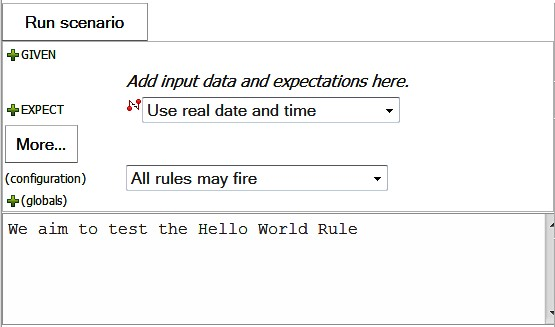 Run scenario
GIVEN
Add input data and expectations here.
EXPECT
Use real date and time
More...
(configuration)
All rules may fire
(globals)
We aim to test the Hello World Rule